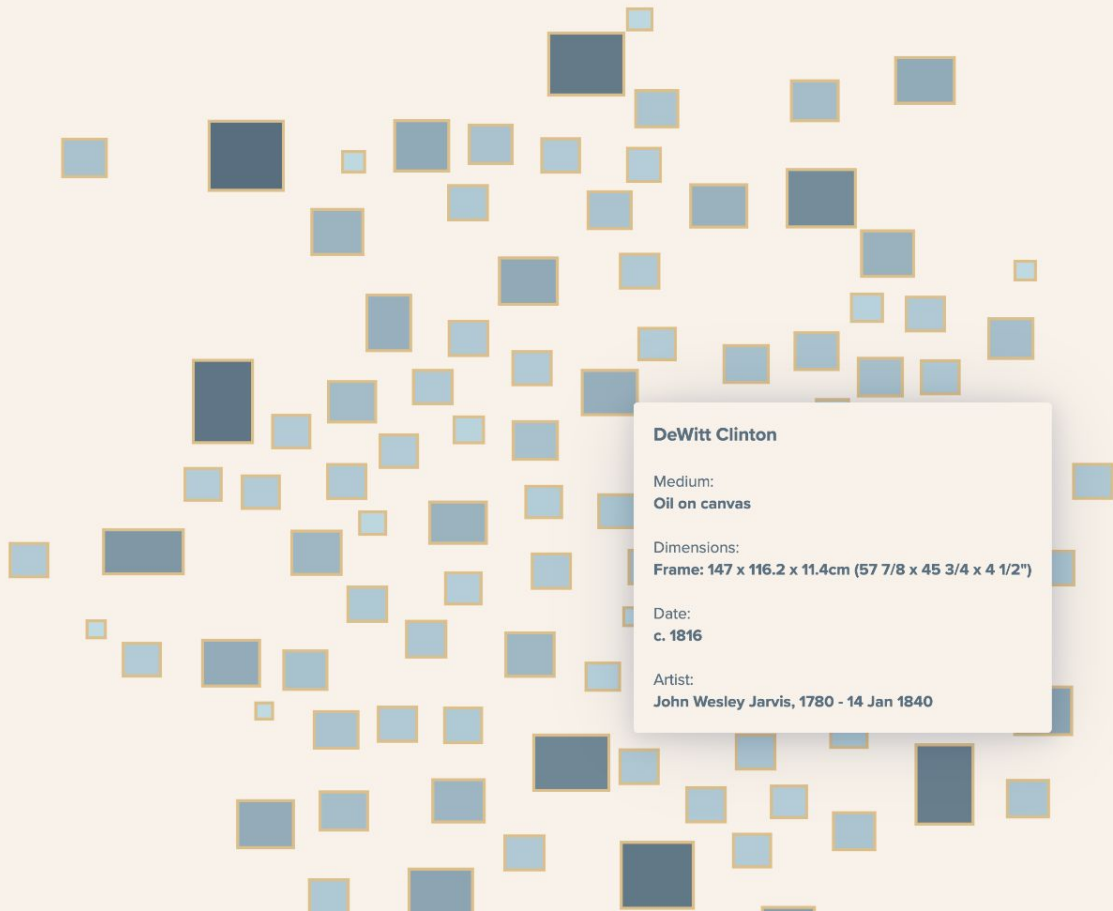 DeWitt Clinton
Medium:
Oil on canvas
Dimensions:
Frame: 147 x 116.2 x 11.4cm (57 7/8 x 45 3/4 x 4 1/2")
Date:
c. 1816
Artist:
John Wesley Jarvis, 1780 - 14 Jan 1840